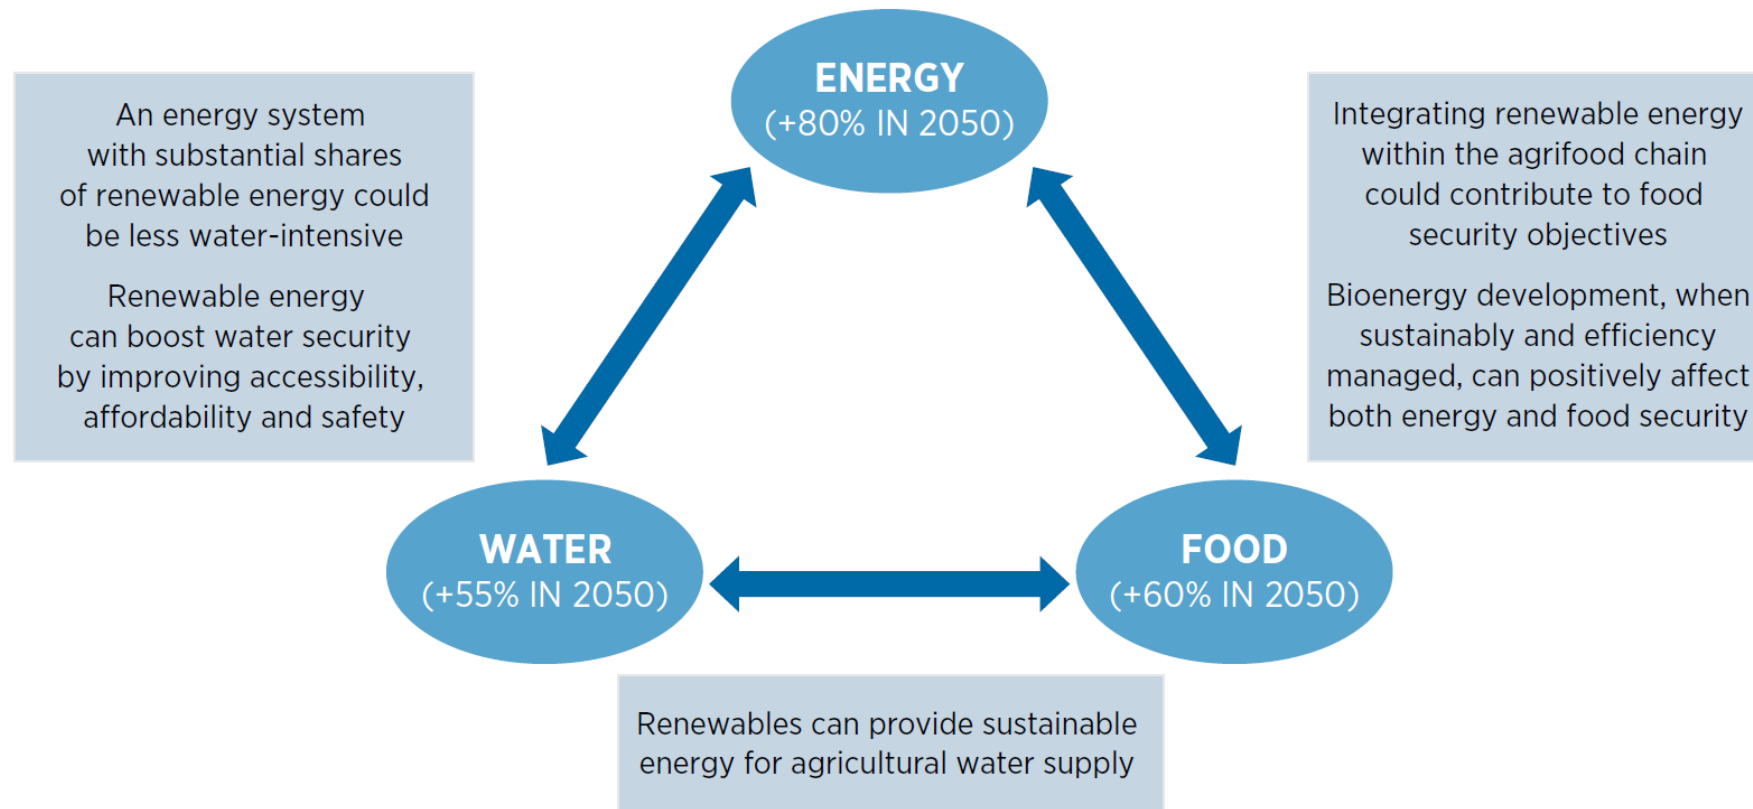 ENERGY
(+80% IN 2050)
An energy system
with substantial shares
of renewable energy could
be less water-intensive
Renewable energy
can boost water security
by improving accessibility,
affordability and safety
Integrating renewable energy
within the agrifood chain
could contribute to food
security objectives
Bioenergy development, when
sustainably and efficiency
managed, can positively affect
both energy and food security
WATER
(+55% IN 2050)
FOOD
(+60% IN 2050)
Renewables can provide sustainable
energy for agricultural water supply